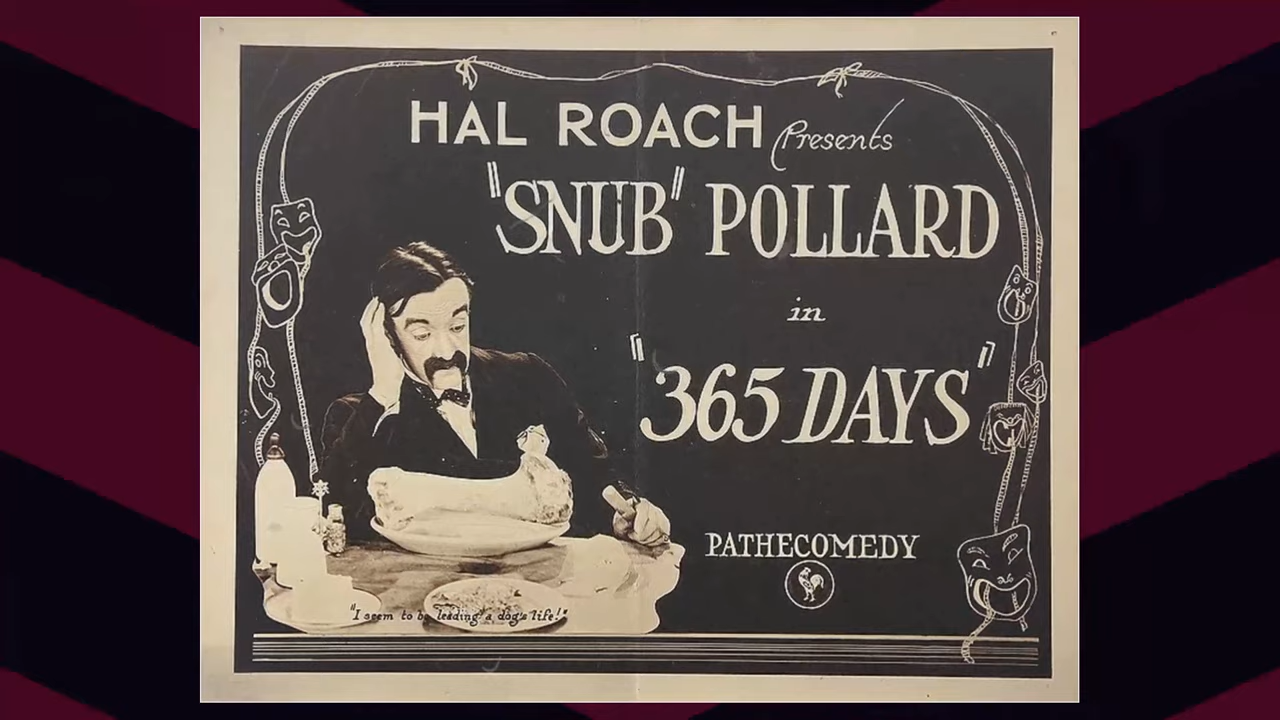 HAL ROACH Presents
"SNUB" POLLARD
in
"365 DAYS"
PATHECOMEDY
"I seem to be leading a dog's life!"